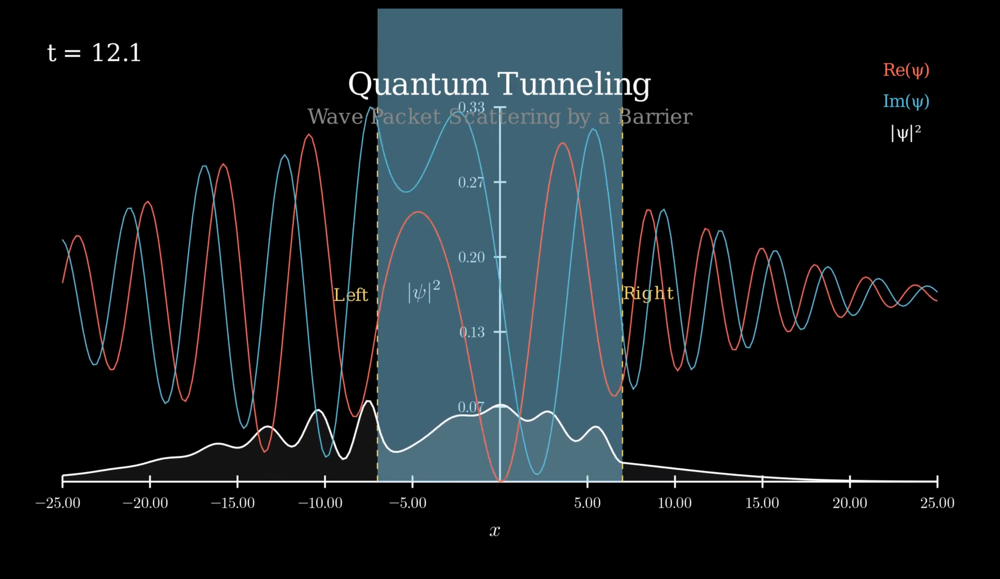 t = 12.1
Re(ψ)
Quantum Tunneling
Im(ψ)
0.33
Wave Packet Scattering by a Barrier
|ψ|²
0.27
0.20
Left
|ψ|²
Right
0.13
0.07
−25.00 −20.00 −15.00 −10.00 −5.00 5.00 10.00 15.00 20.00 25.00
x